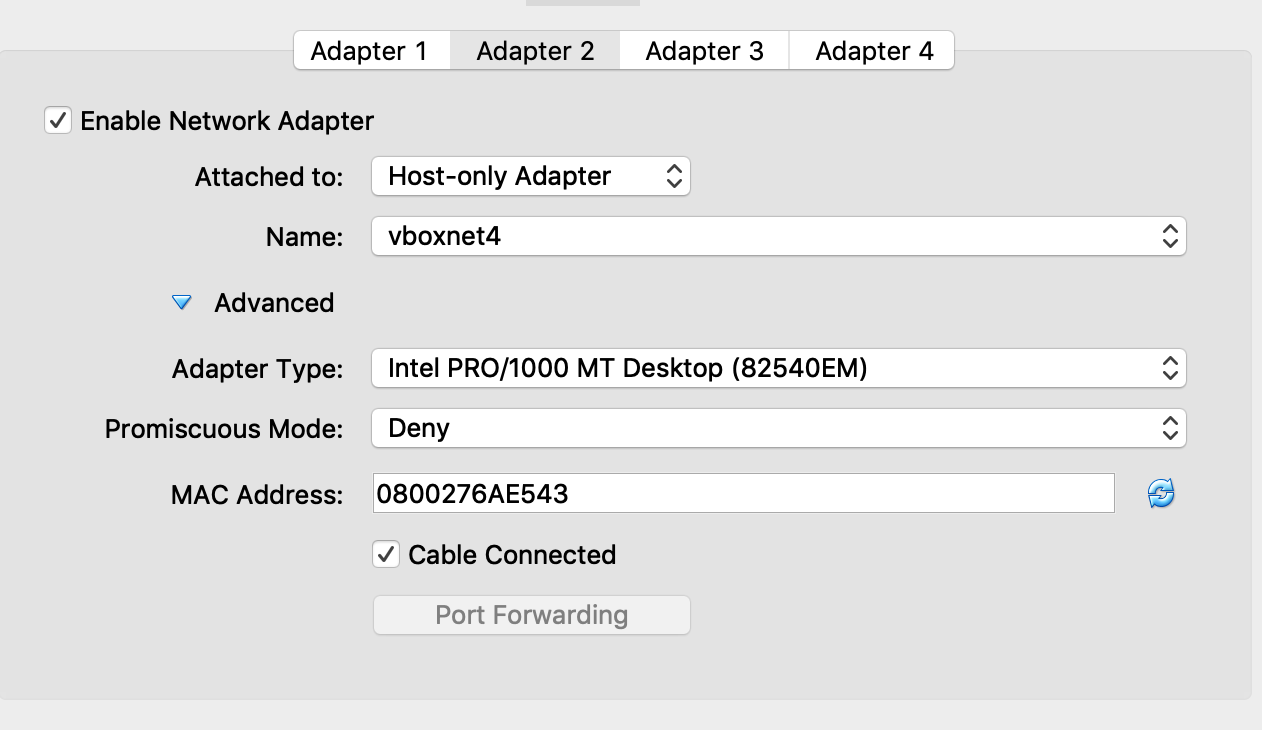 Adapter 1 Adapter 2 Adapter 3 Adapter 4
Enable Network Adapter
Attached to: Host-only Adapter
Name: vboxnet4
Advanced
Adapter Type: Intel PRO/1000 MT Desktop (82540EM)
Promiscuous Mode: Deny
MAC Address: 0800276AE543
Cable Connected
Port Forwarding